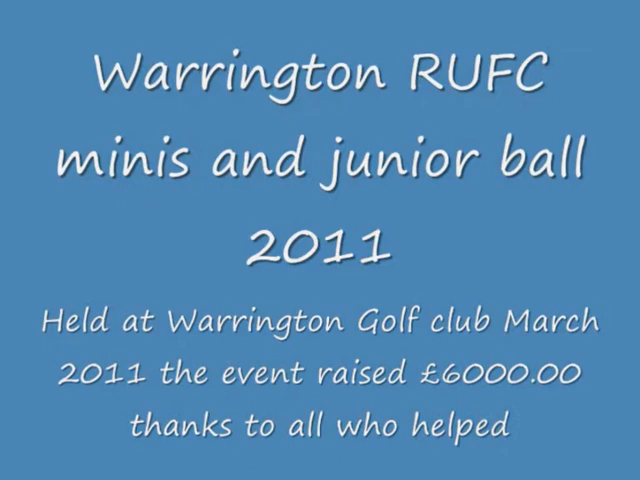 Warrington RUFC
minis and junior ball
2011
Held at Warrington Golf club March
2011 the event raised £6000.00
thanks to all who helped